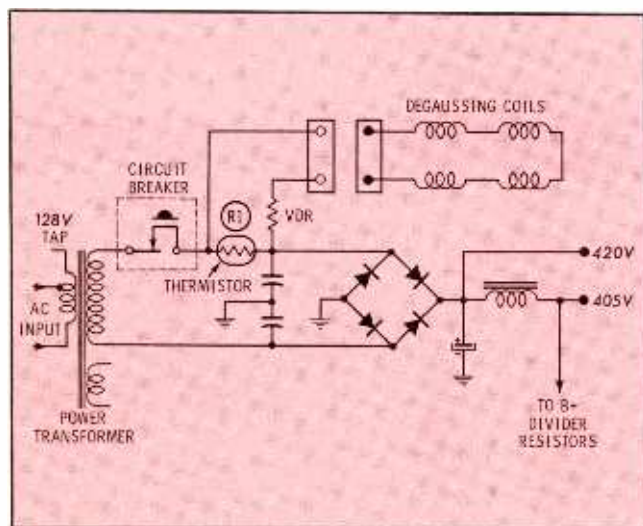 DEGAUSSING COILS
CIRCUIT
BREAKER
128V
TAP
R1
VDR
THERMISTOR
AC
INPUT
420V
405V
POWER
TRANSFORMER
TO B+
DIVIDER
RESISTORS